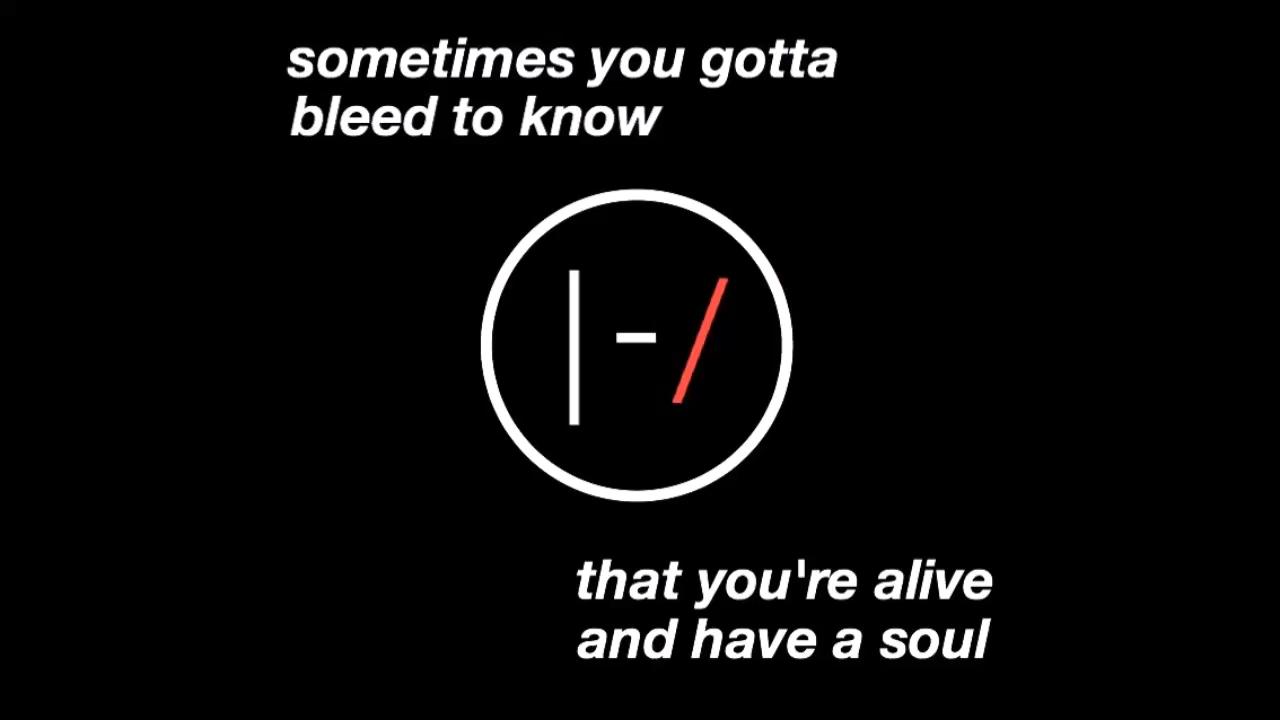 sometimes you gotta
bleed to know
|-/
that you're alive
and have a soul